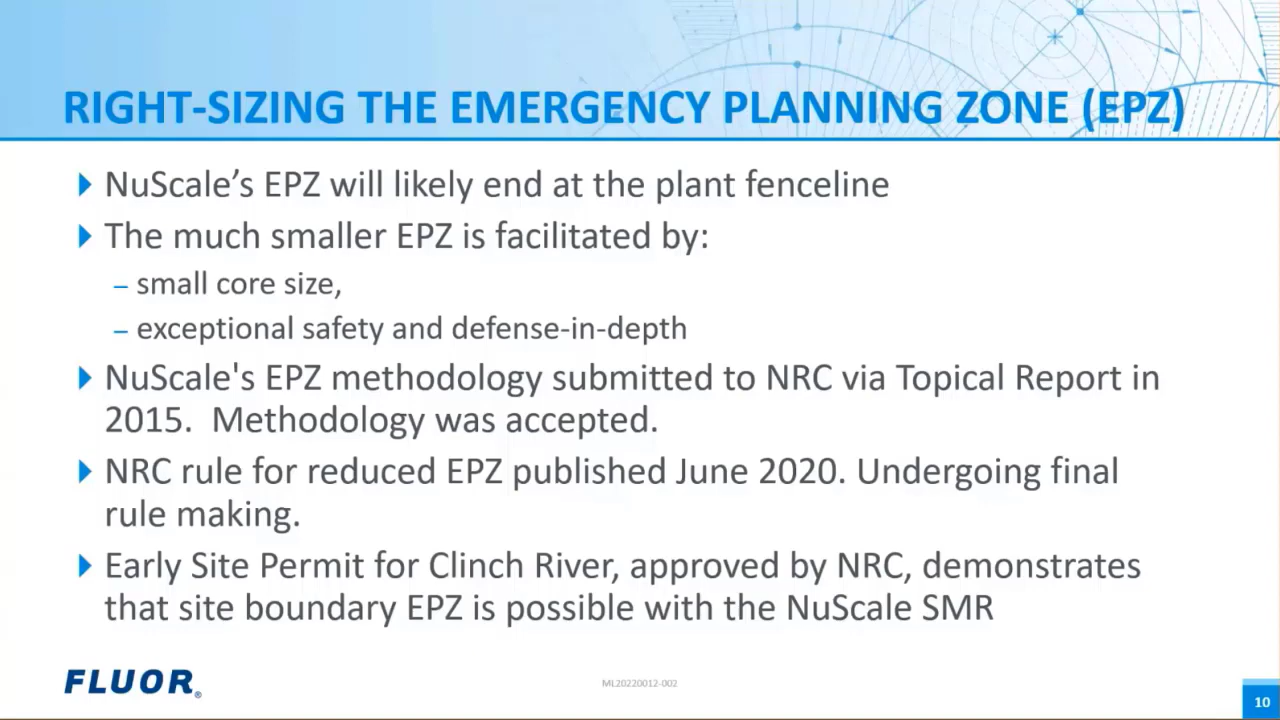 RIGHT-SIZING THE EMERGENCY PLANNING ZONE (EPZ)
NuScale’s EPZ will likely end at the plant fenceline
The much smaller EPZ is facilitated by:
– small core size,
– exceptional safety and defense-in-depth
NuScale's EPZ methodology submitted to NRC via Topical Report in
2015.  Methodology was accepted.
NRC rule for reduced EPZ published June 2020. Undergoing final
rule making.
Early Site Permit for Clinch River, approved by NRC, demonstrates
that site boundary EPZ is possible with the NuScale SMR
FLUOR®
ML20220012-002
10